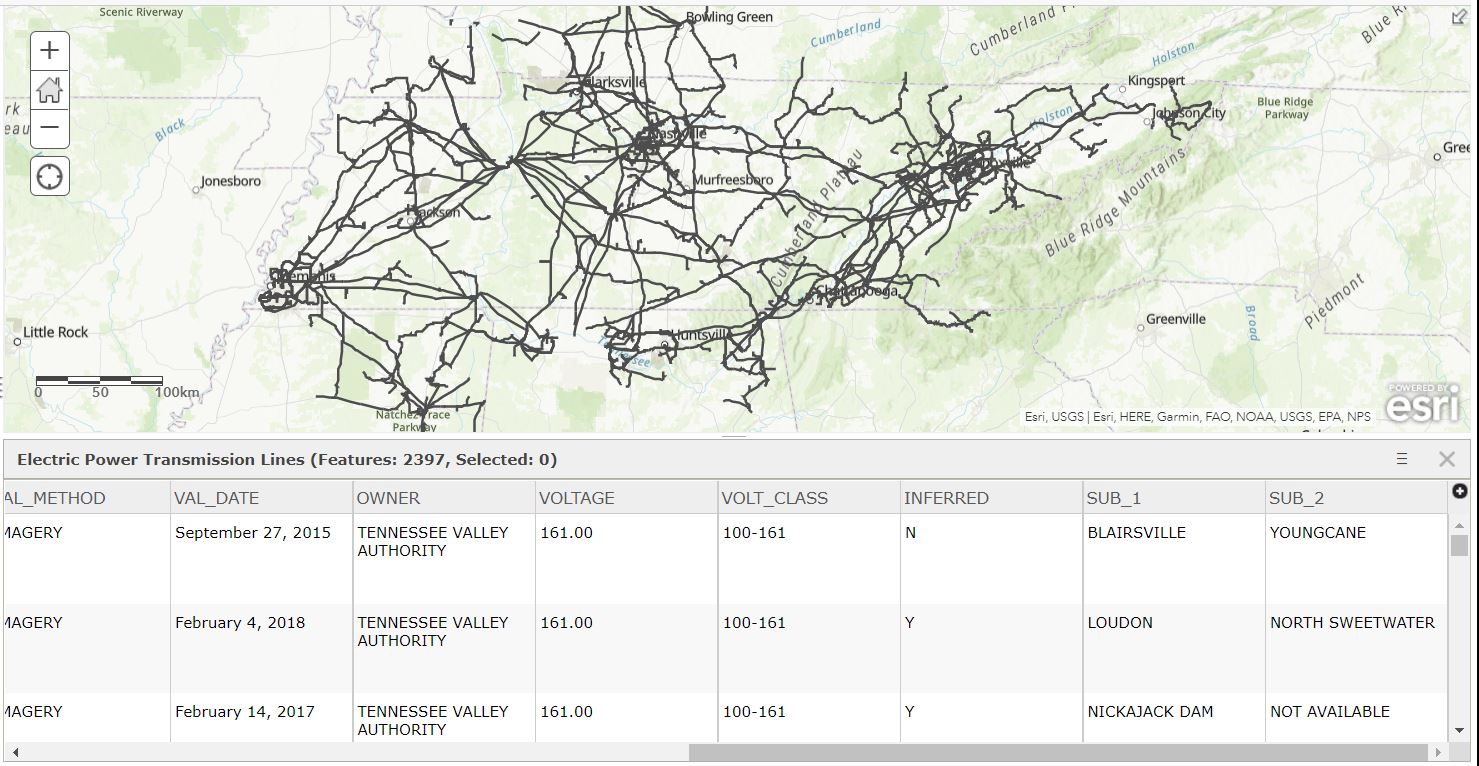 Scenic Riverway
Bowling Green
Cumberland
Cumberland
Blue
Holston
Clarksville
Kingsport
Blue Ridge
Parkway
Johnson City
Holston
Black
Nashville
Gree
Knoxville
Jonesboro
Murfreesboro
Cumberland Plateau
Blue Ridge Mountains
Jackson
Memphis
Chattanooga
Piedmont
Broad
Greenville
Little Rock
Huntsville
Tennessee
0 50 100km
Natchez Trace
Parkway
POWERED BY
esri
Esri, USGS | Esri, HERE, Garmin, FAO, NOAA, USGS, EPA, NPS
Electric Power Transmission Lines (Features: 2397, Selected: 0)
AL_METHOD VAL_DATE OWNER VOLTAGE VOLT_CLASS INFERRED SUB_1 SUB_2
MAGERY September 27, 2015 TENNESSEE VALLEY 161.00 100-161 N BLAIRSVILLE YOUNGCANE
AUTHORITY
MAGERY February 4, 2018 TENNESSEE VALLEY 161.00 100-161 Y LOUDON NORTH SWEETWATER
AUTHORITY
MAGERY February 14, 2017 TENNESSEE VALLEY 161.00 100-161 Y NICKAJACK DAM NOT AVAILABLE
AUTHORITY